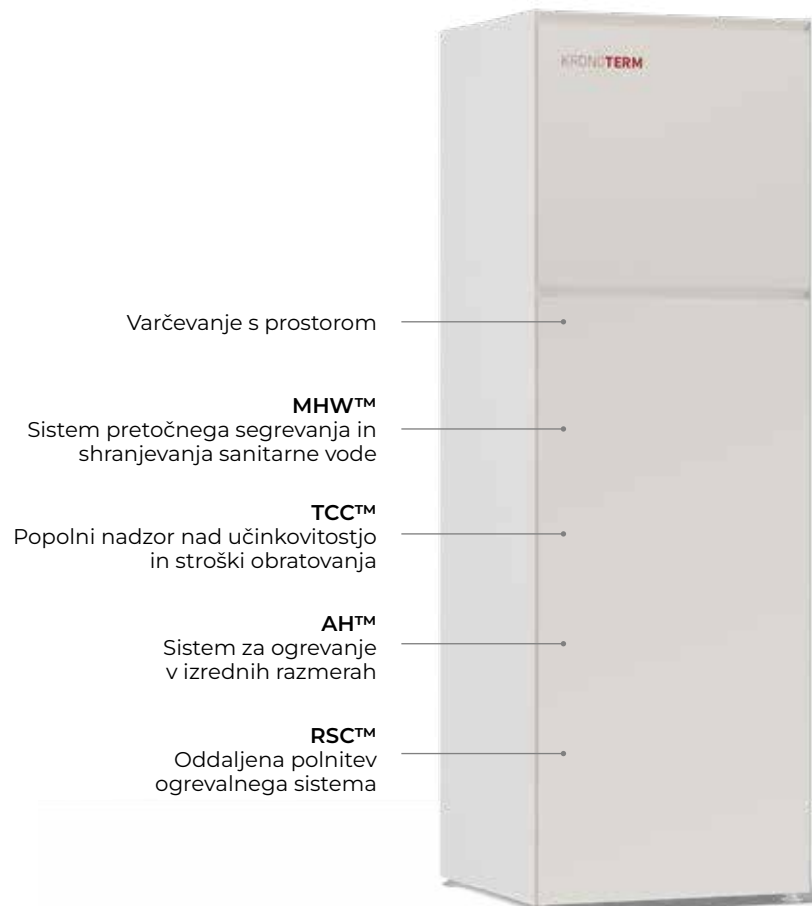 KRONOTERM
Varčevanje s prostorom
MHW™
Sistem pretočnega segrevanja in
shranjevanja sanitarne vode
TCC™
Popolni nadzor nad učinkovitostjo
in stroški obratovanja
AH™
Sistem za ogrevanje
v izrednih razmerah
RSC™
Oddaljena polnitev
ogrevalnega sistema